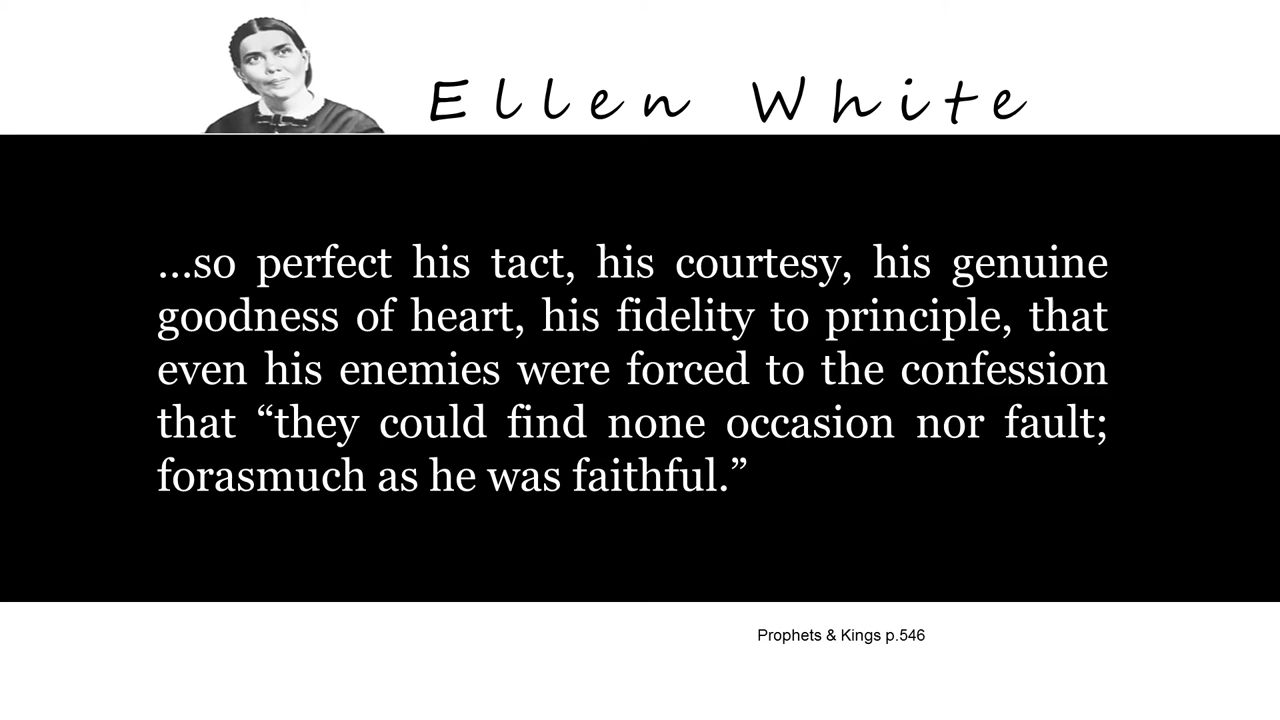 Ellen White
...so perfect his tact, his courtesy, his genuine
goodness of heart, his fidelity to principle, that
even his enemies were forced to the confession
that “they could find none occasion nor fault;
forasmuch as he was faithful.”
Prophets & Kings p.546